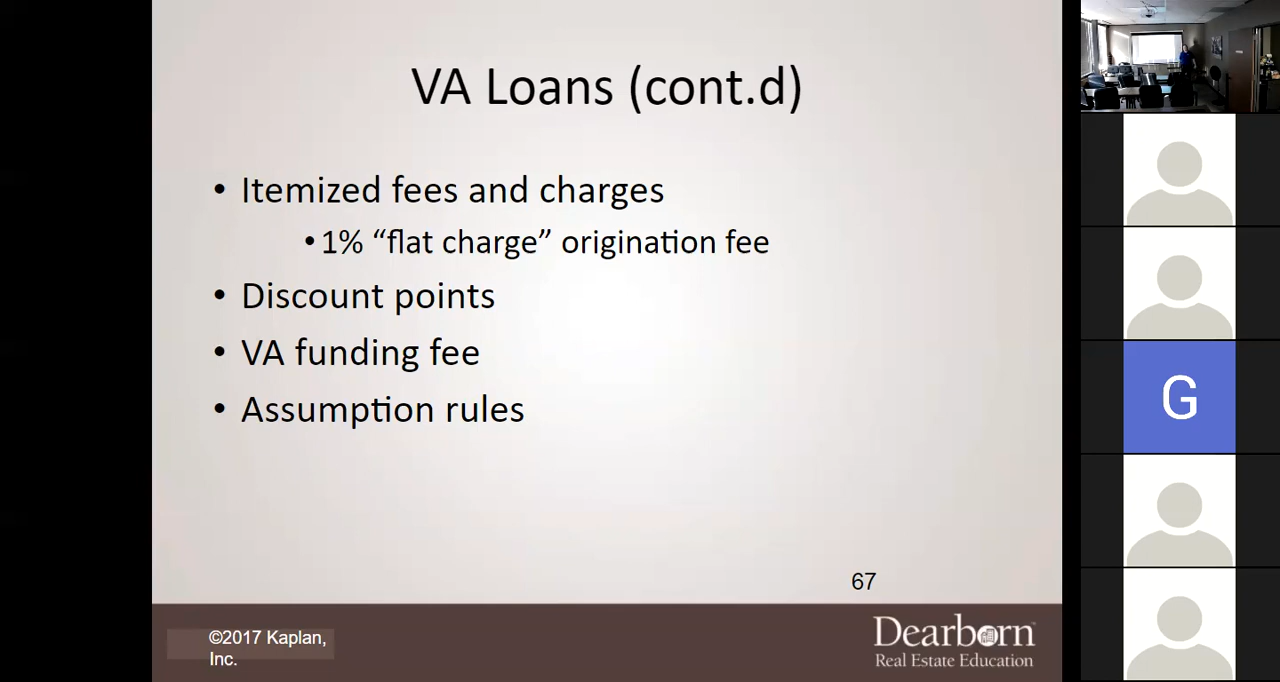 VA Loans (cont.d)
• Itemized fees and charges
• 1% “flat charge” origination fee
• Discount points
• VA funding fee
• Assumption rules
67
©2017 Kaplan,
Inc.
Dearborn
Real Estate Education
G